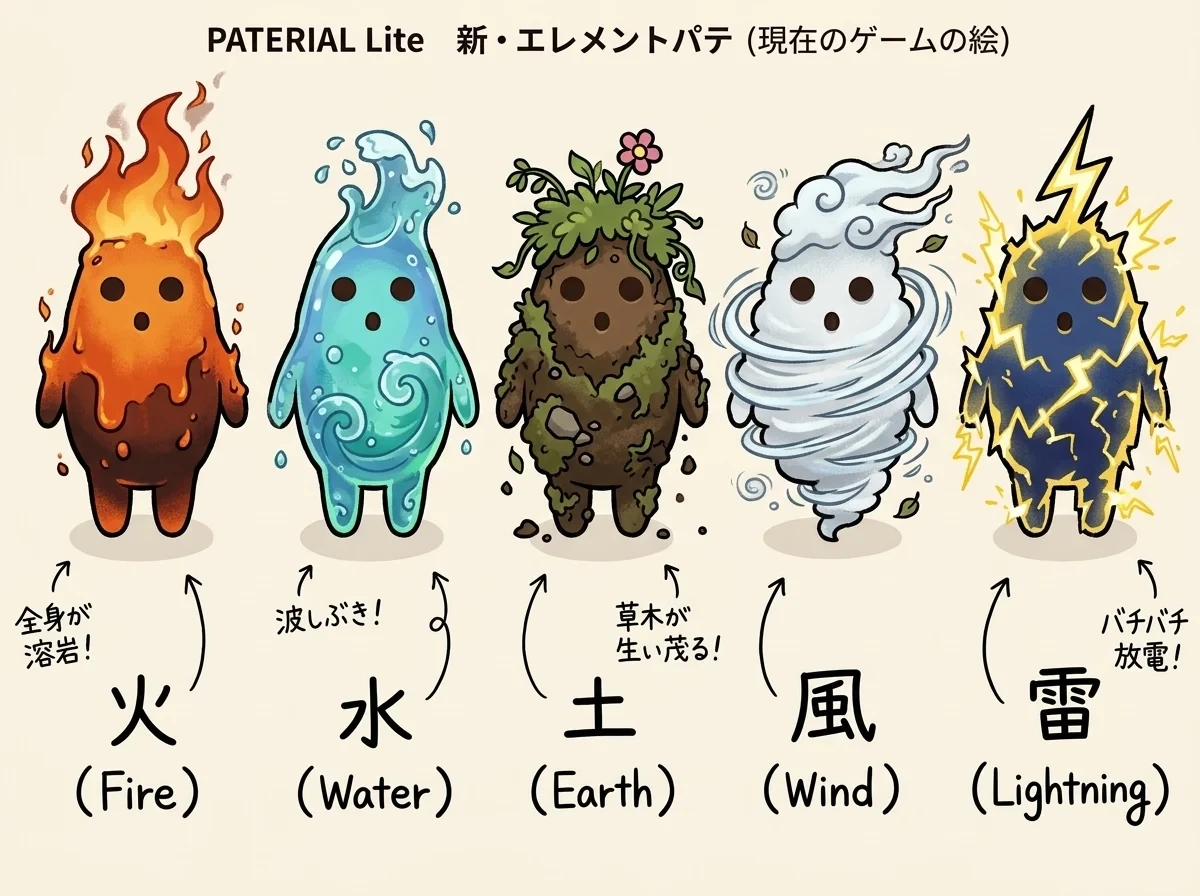 PATERIAL Lite 新・エレメントパテ (現在のゲームの絵)
全身が
溶岩!
波しぶき!
草木が
生い茂る!
バチバチ
放電!
火
(Fire)
水
(Water)
土
(Earth)
風
(Wind)
雷
(Lightning)